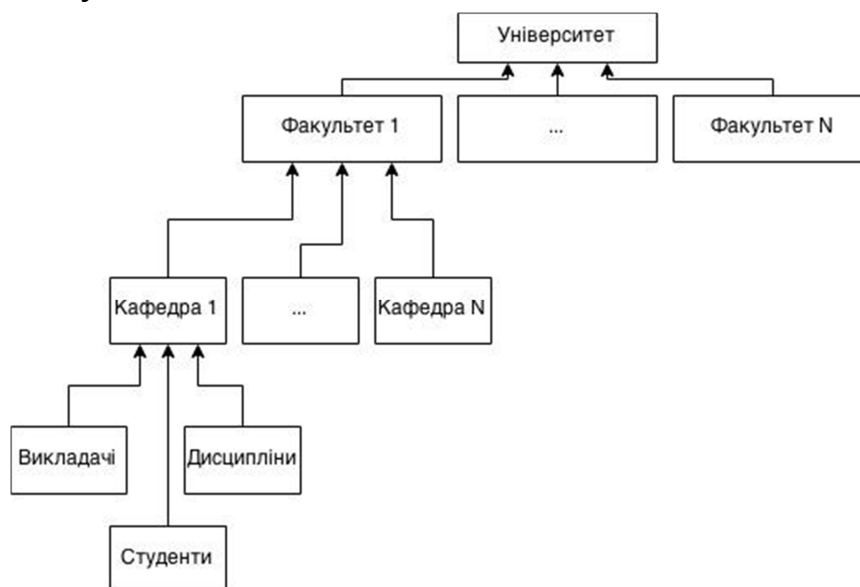 Університет
Факультет 1
...
Факультет N
Кафедра 1
...
Кафедра N
Викладачі
Дисципліни
Студенти